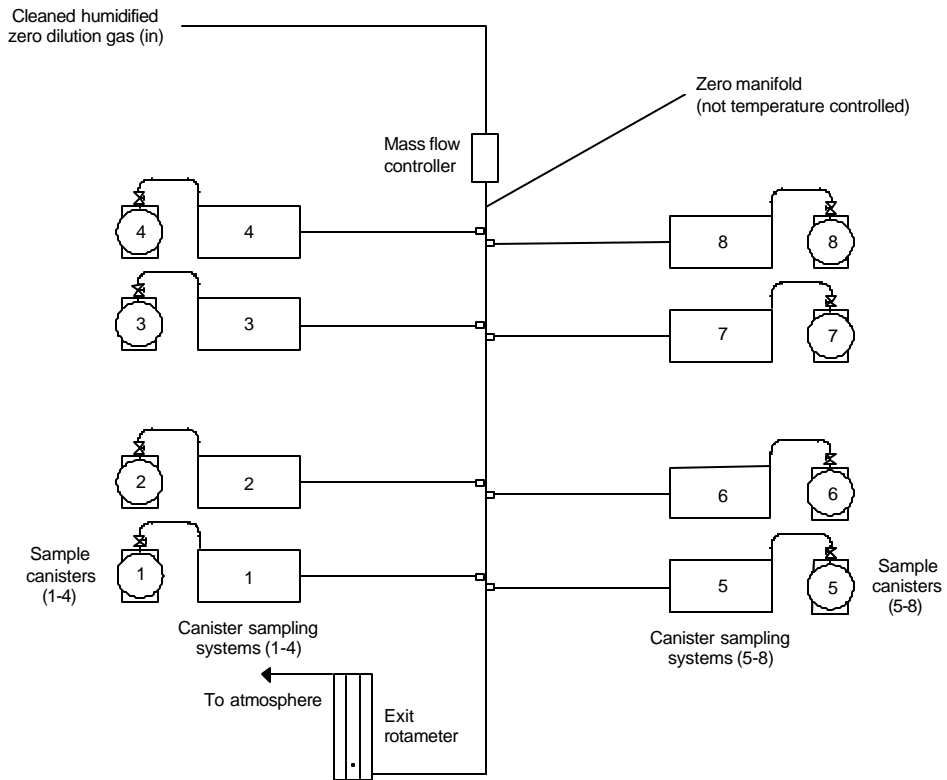 Cleaned humidified
zero dilution gas (in)
Zero manifold
(not temperature controlled)
Mass flow
controller
4
4
8
8
3
3
7
7
2
2
6
6
1
1
5
5
Sample
canisters
(1-4)
Sample
canisters
(5-8)
Canister sampling
systems (1-4)
Canister sampling
systems (5-8)
To atmosphere
Exit
rotameter